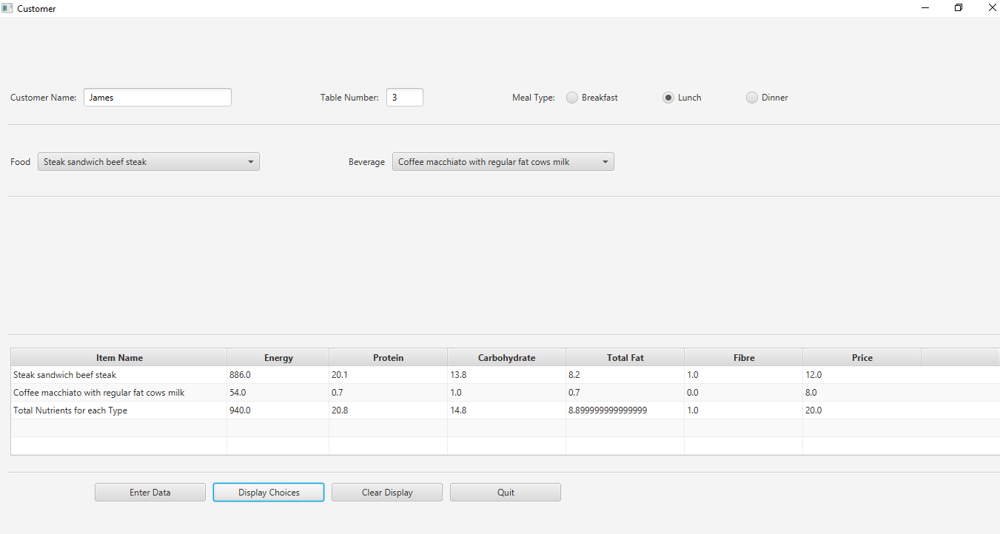 Customer
Customer Name: James Table Number: 3 Meal Type: Breakfast Lunch Dinner
Food Steak sandwich beef steak Beverage Coffee macchiato with regular fat cows milk
Item Name Energy Protein Carbohydrate Total Fat Fibre Price
Steak sandwich beef steak 886.0 20.1 13.8 8.2 1.0 12.0
Coffee macchiato with regular fat cows milk 54.0 0.7 1.0 0.7 0.0 8.0
Total Nutrients for each Type 940.0 20.8 14.8 8.899999999999999 1.0 20.0
Enter Data Display Choices Clear Display Quit